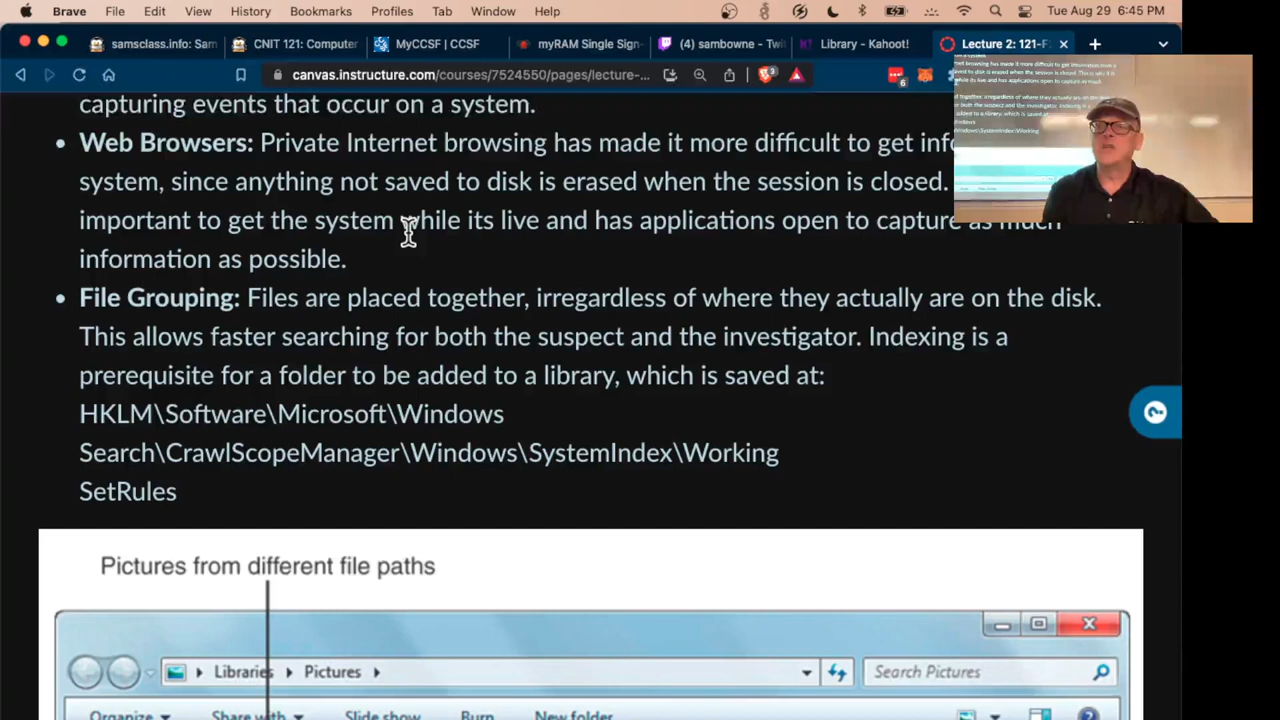 Brave File Edit View History Bookmarks Profiles Tab Window Help Tue Aug 29 6:45 PM
samsclass.info: Sam CNIT 121: Computer MyCCSF | CCSF myRAM Single Sign- (4) sambowne - Twi Library - Kahoot! Lecture 2: 121-F
canvas.instructure.com/courses/7524550/pages/lecture-... 3 6
capturing events that occur on a system.
Web Browsers: Private Internet browsing has made it more difficult to get
system, since anything not saved to disk is erased when the session is closed.
important to get the system while its live and has applications open to capture as much
information as possible.
File Grouping: Files are placed together, irregardless of where they actually are on the disk.
This allows faster searching for both the suspect and the investigator. Indexing is a
prerequisite for a folder to be added to a library, which is saved at:
HKLM\Software\Microsoft\Windows
Search\CrawlScopeManager\Windows\SystemIndex\Working
SetRules
Pictures from different file paths
Libraries Pictures Search Pictures
Organize Share with Slide show Burn New folder